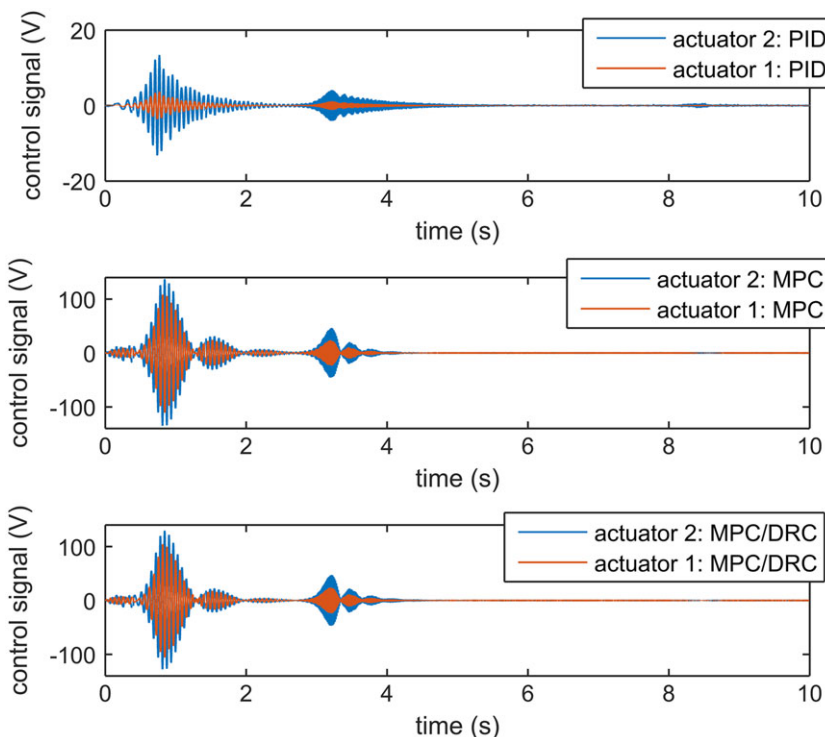 control signal (V)
20
0
-20
actuator 2: PID
actuator 1: PID
0 2 4 6 8 10
time (s)
control signal (V)
100
0
-100
actuator 2: MPC
actuator 1: MPC
0 2 4 6 8 10
time (s)
control signal (V)
100
0
-100
actuator 2: MPC/DRC
actuator 1: MPC/DRC
0 2 4 6 8 10
time (s)